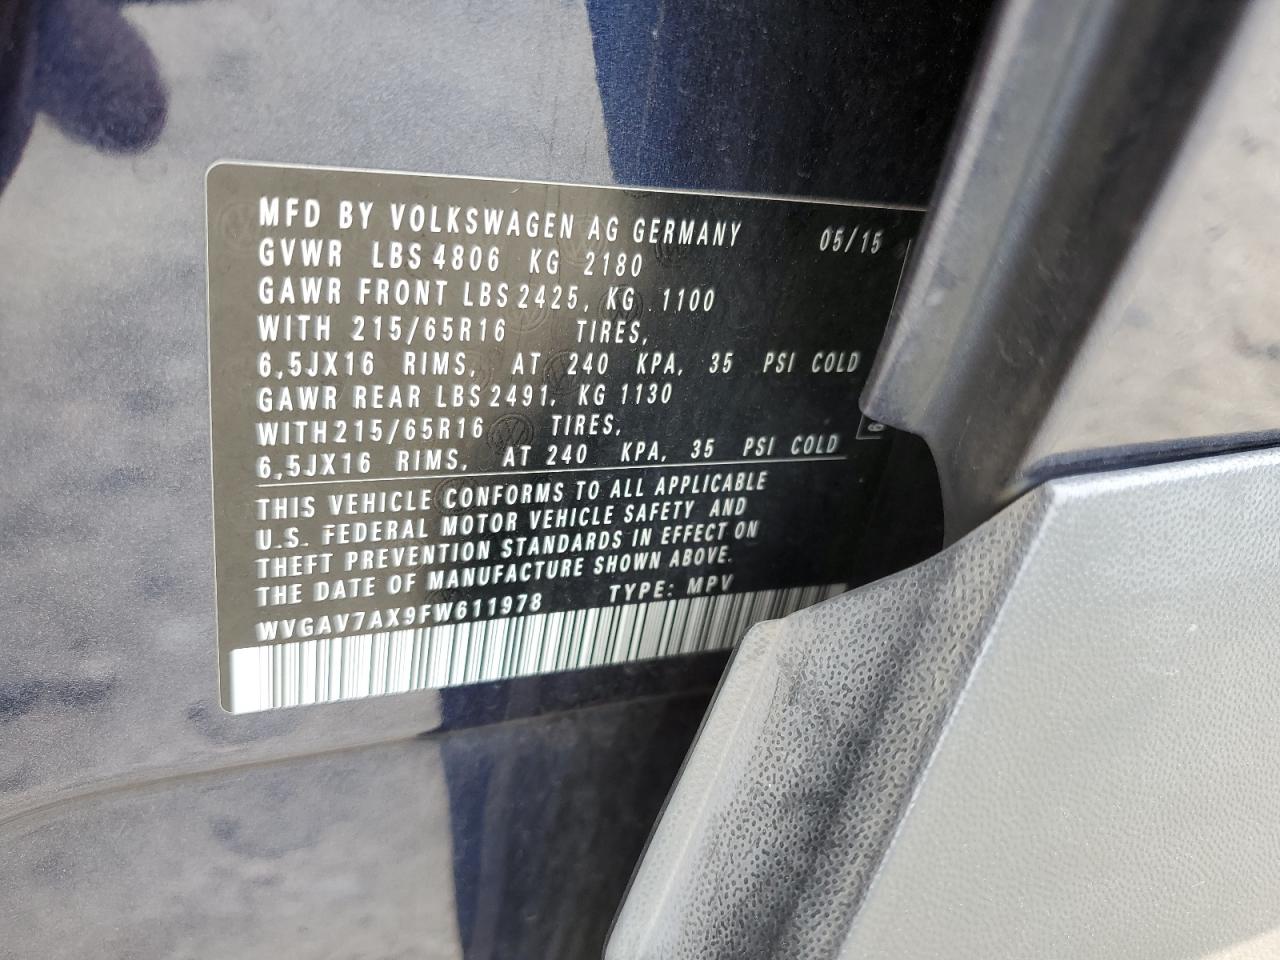 MFD BY VOLKSWAGEN AG GERMANY 05/15
GVWR LBS 4806 KG 2180
GAWR FRONT LBS 2425, KG 1100
WITH 215/65R16 TIRES,
6,5JX16 RIMS, AT 240 KPA, 35 PSI COLD
GAWR REAR LBS 2491, KG 1130
WITH 215/65R16 TIRES,
6,5JX16 RIMS, AT 240 KPA, 35 PSI COLD
THIS VEHICLE CONFORMS TO ALL APPLICABLE
U.S. FEDERAL MOTOR VEHICLE SAFETY AND
THEFT PREVENTION STANDARDS IN EFFECT ON
THE DATE OF MANUFACTURE SHOWN ABOVE.
WVGAV7AX9FW611978 TYPE: MPV